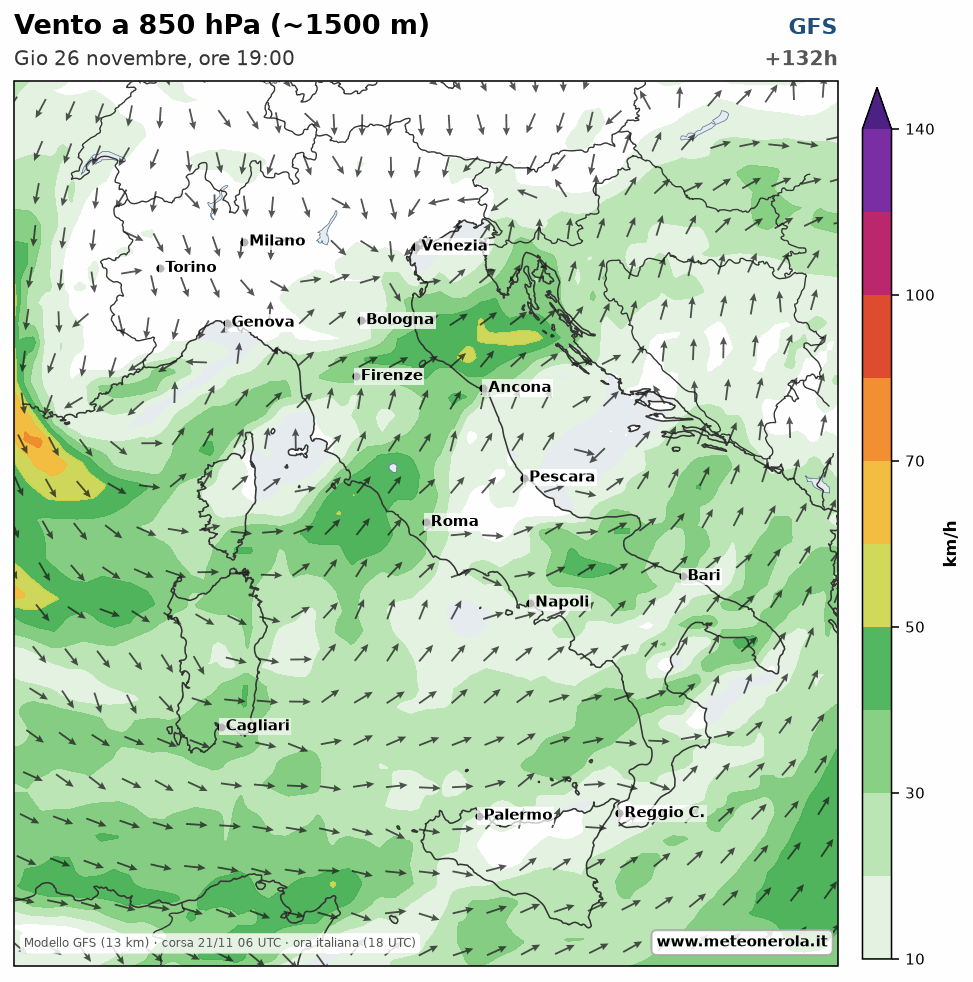 Vento a 850 hPa (~1500 m)
GFS
Gio 26 novembre, ore 19:00
+132h
Milano
Venezia
Torino
Genova
Bologna
Firenze
Ancona
Pescara
Roma
Bari
Napoli
Cagliari
Palermo
Reggio C.
Modello GFS (13 km) · corsa 21/11 06 UTC · ora italiana (18 UTC)
www.meteonerola.it
140
100
70
50
30
10
km/h